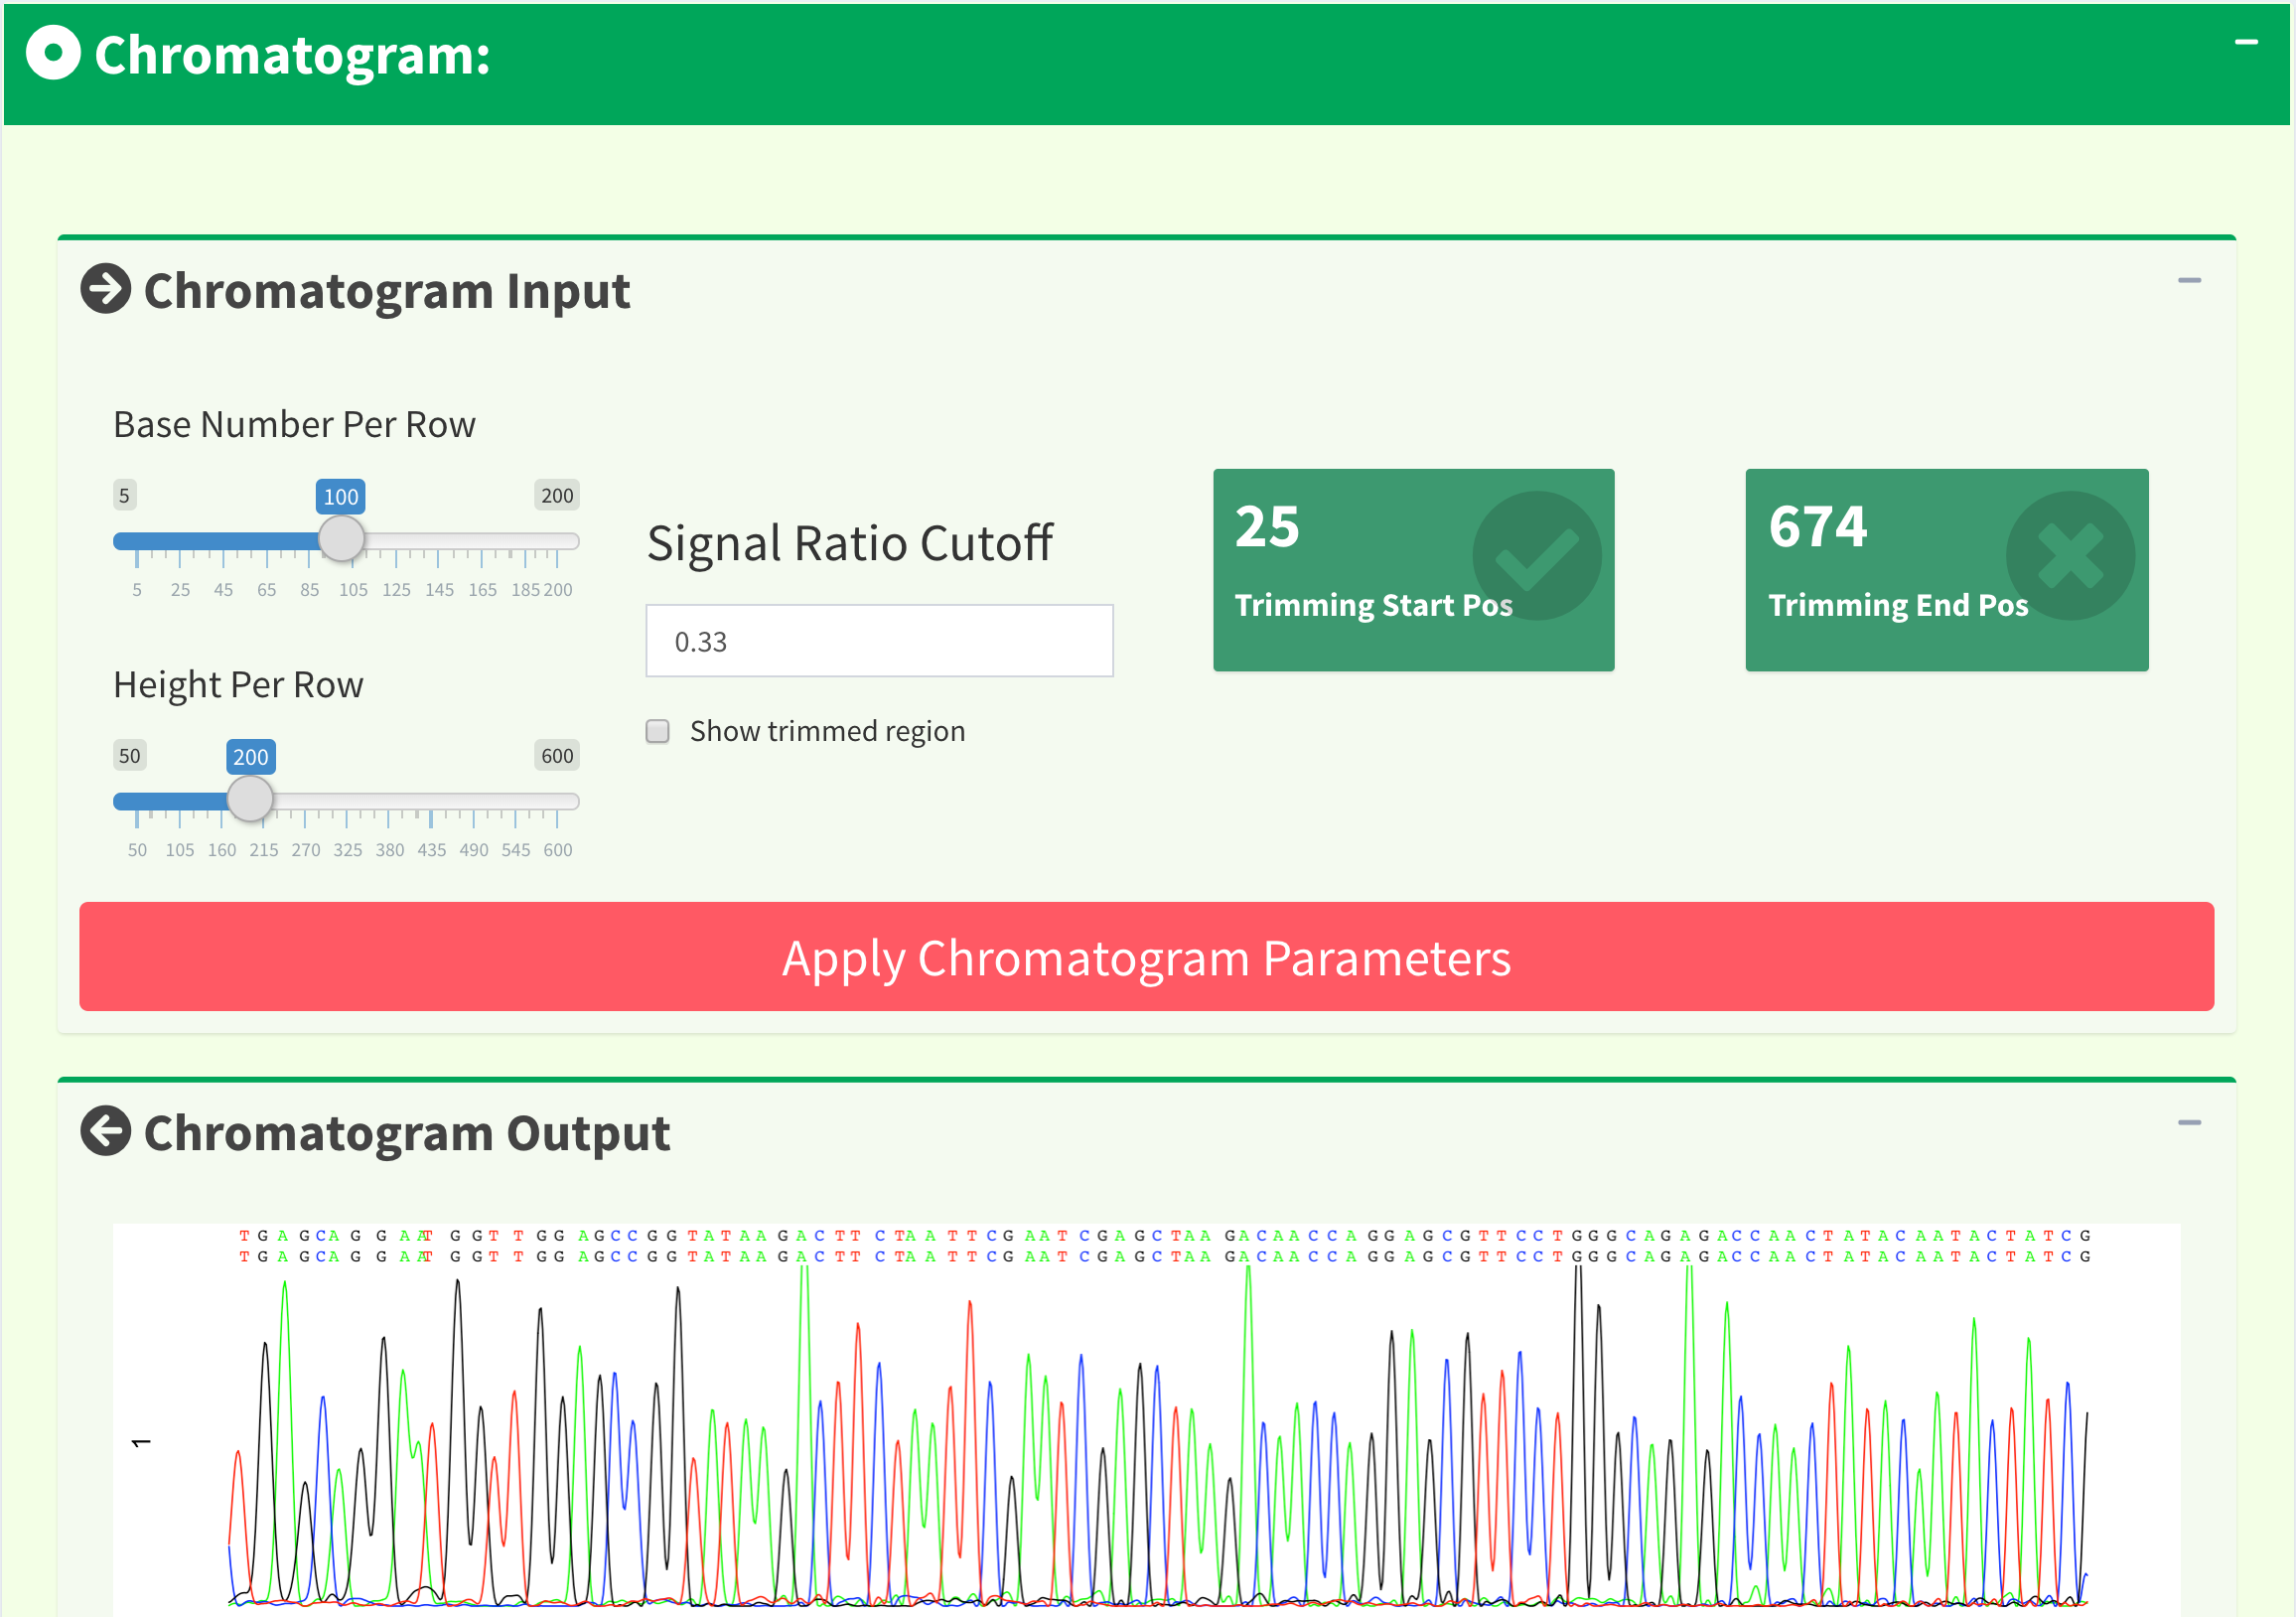 Chromatogram:
Chromatogram Input
Base Number Per Row
5 100 200
5 25 45 65 85 105 125 145 165 185 200
Height Per Row
50 200 600
50 105 160 215 270 325 380 435 490 545 600
Signal Ratio Cutoff
0.33
Show trimmed region
25
Trimming Start Pos
674
Trimming End Pos
Apply Chromatogram Parameters
Chromatogram Output
T G A G C A G G A A T G G T T G G A G C C G G T A T A A G A C T T C T A A T T C G A A T C G A G C T A A G A C A A C C A G G A G C G T T C C T G G G C A G A G A C C A A C T A T A C A A T A C T A T C G
T G A G C A G G A A T G G T T G G A G C C G G T A T A A G A C T T C T A A T T C G A A T C G A G C T A A G A C A A C C A G G A G C G T T C C T G G G C A G A G A C C A A C T A T A C A A T A C T A T C G
1